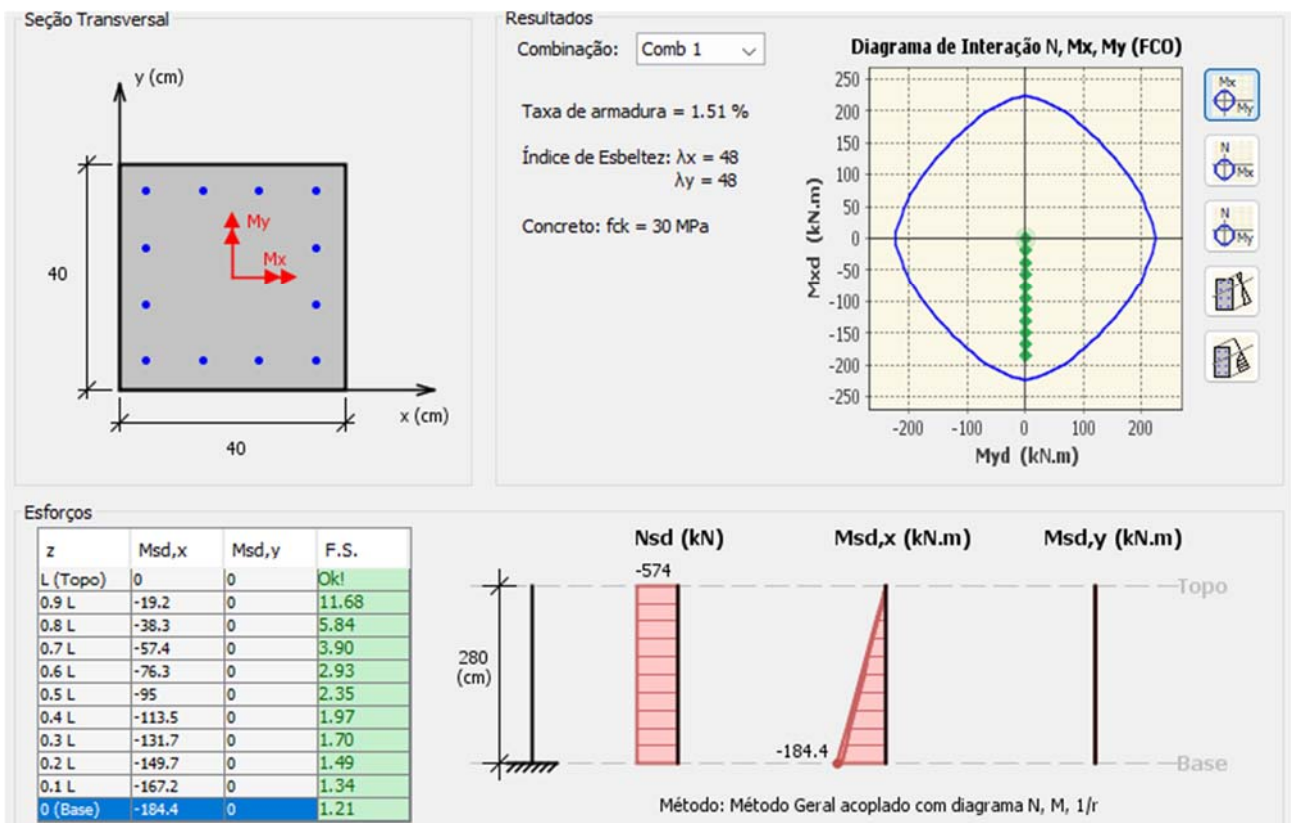 Seção Transversal
y (cm)
My
Mx
40
x (cm)
40
Resultados
Combinação: Comb 1
Taxa de armadura = 1.51 %
Índice de Esbeltez: λx = 48
λy = 48
Concreto: fck = 30 MPa
Diagrama de Interação N, Mx, My (FCO)
250
200
150
100
50
0
-50
-100
-150
-200
-250
Mxd (kN.m)
-200 -100 0 100 200
Myd (kN.m)
Mx
My
N
Mx
N
My
Esforços
z Msd,x Msd,y F.S.
L (Topo) 0 0 Ok!
0.9 L -19.2 0 11.68
0.8 L -38.3 0 5.84
0.7 L -57.4 0 3.90
0.6 L -76.3 0 2.93
0.5 L -95 0 2.35
0.4 L -113.5 0 1.97
0.3 L -131.7 0 1.70
0.2 L -149.7 0 1.49
0.1 L -167.2 0 1.34
0 (Base) -184.4 0 1.21
Nsd (kN) Msd,x (kN.m) Msd,y (kN.m)
-574
Topo
280
(cm)
-184.4
Base
Método: Método Geral acoplado com diagrama N, M, 1/r